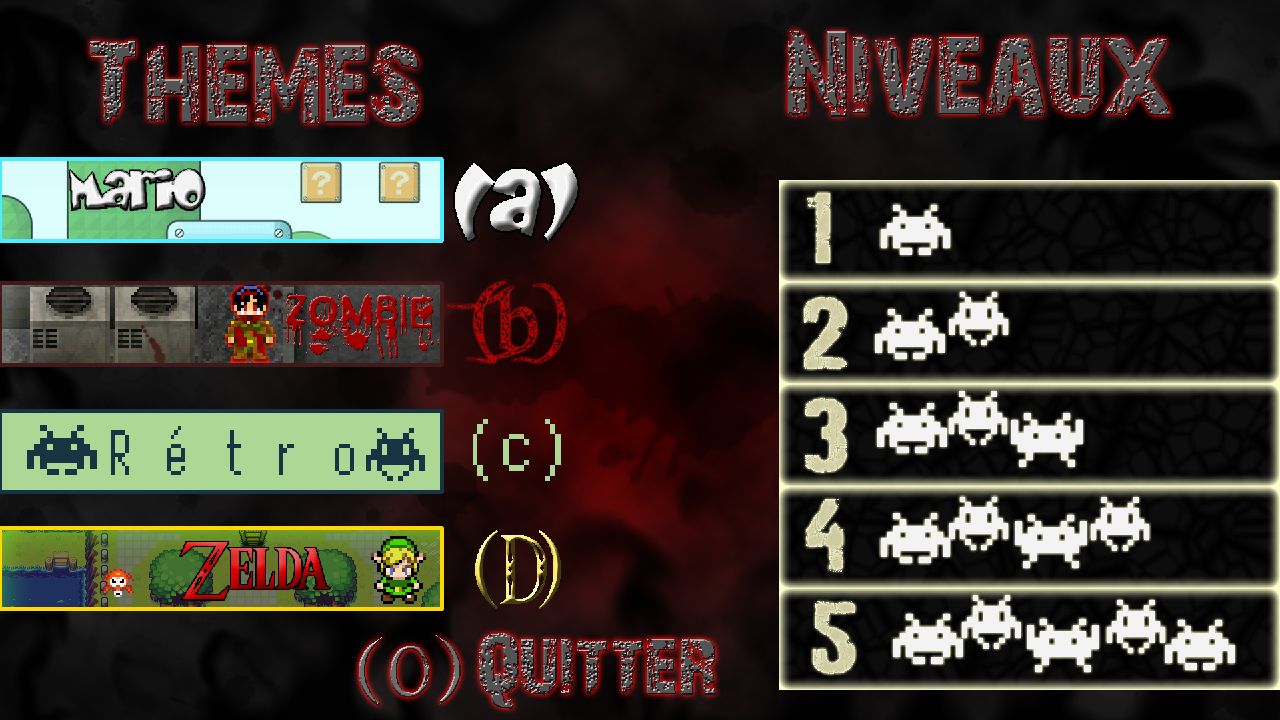 THEMES
Mario (a)
? ?
ZOMBIE (b)
Rétro (c)
ZELDA (D)
(O) QUITTER
NIVEAUX
1
2
3
4
5